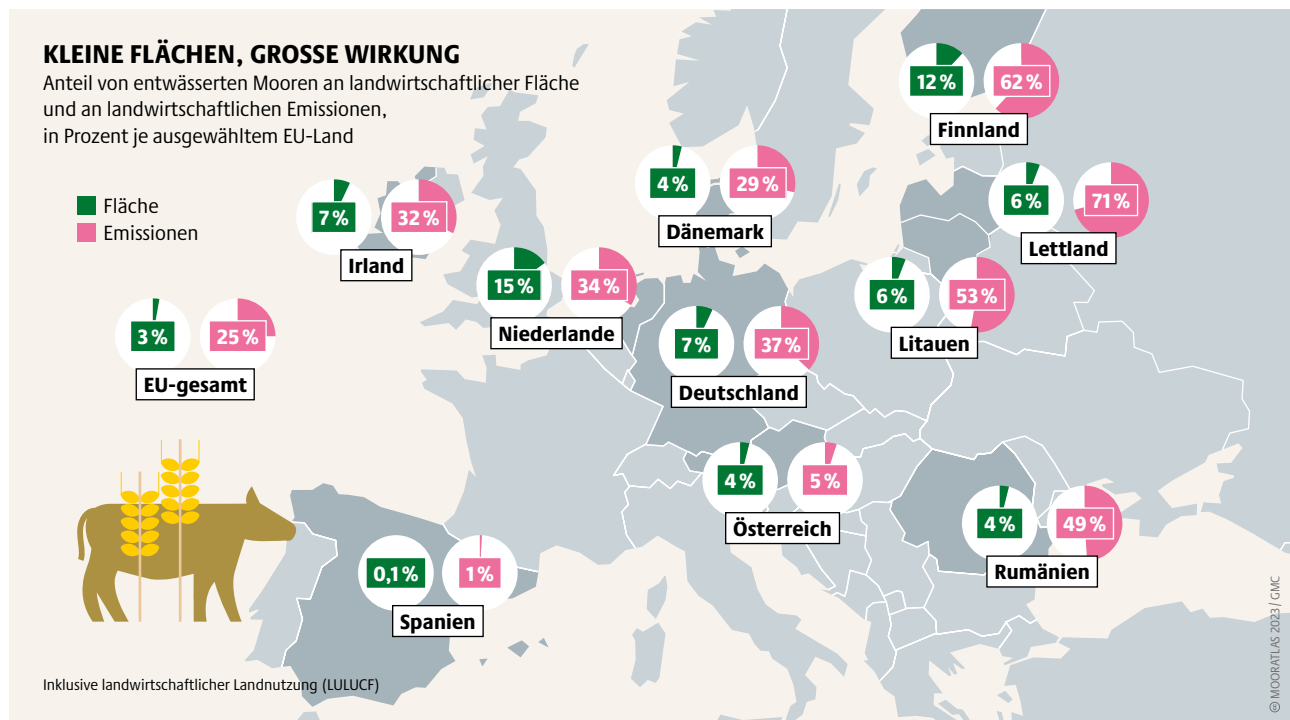 KLEINE FLÄCHEN, GROSSE WIRKUNG
Anteil von entwässerten Mooren an landwirtschaftlicher Fläche
und an landwirtschaftlichen Emissionen,
in Prozent je ausgewähltem EU-Land
Fläche
Emissionen
12 %
62 %
Finnland
4 %
29 %
Dänemark
6 %
71 %
Lettland
7 %
32 %
Irland
15 %
34 %
Niederlande
6 %
53 %
Litauen
3 %
25 %
EU-gesamt
7 %
37 %
Deutschland
4 %
5 %
Österreich
4 %
49 %
Rumänien
0,1 %
1 %
Spanien
Inklusive landwirtschaftlicher Landnutzung (LULUCF)
MOORATLAS 2023 / GMC